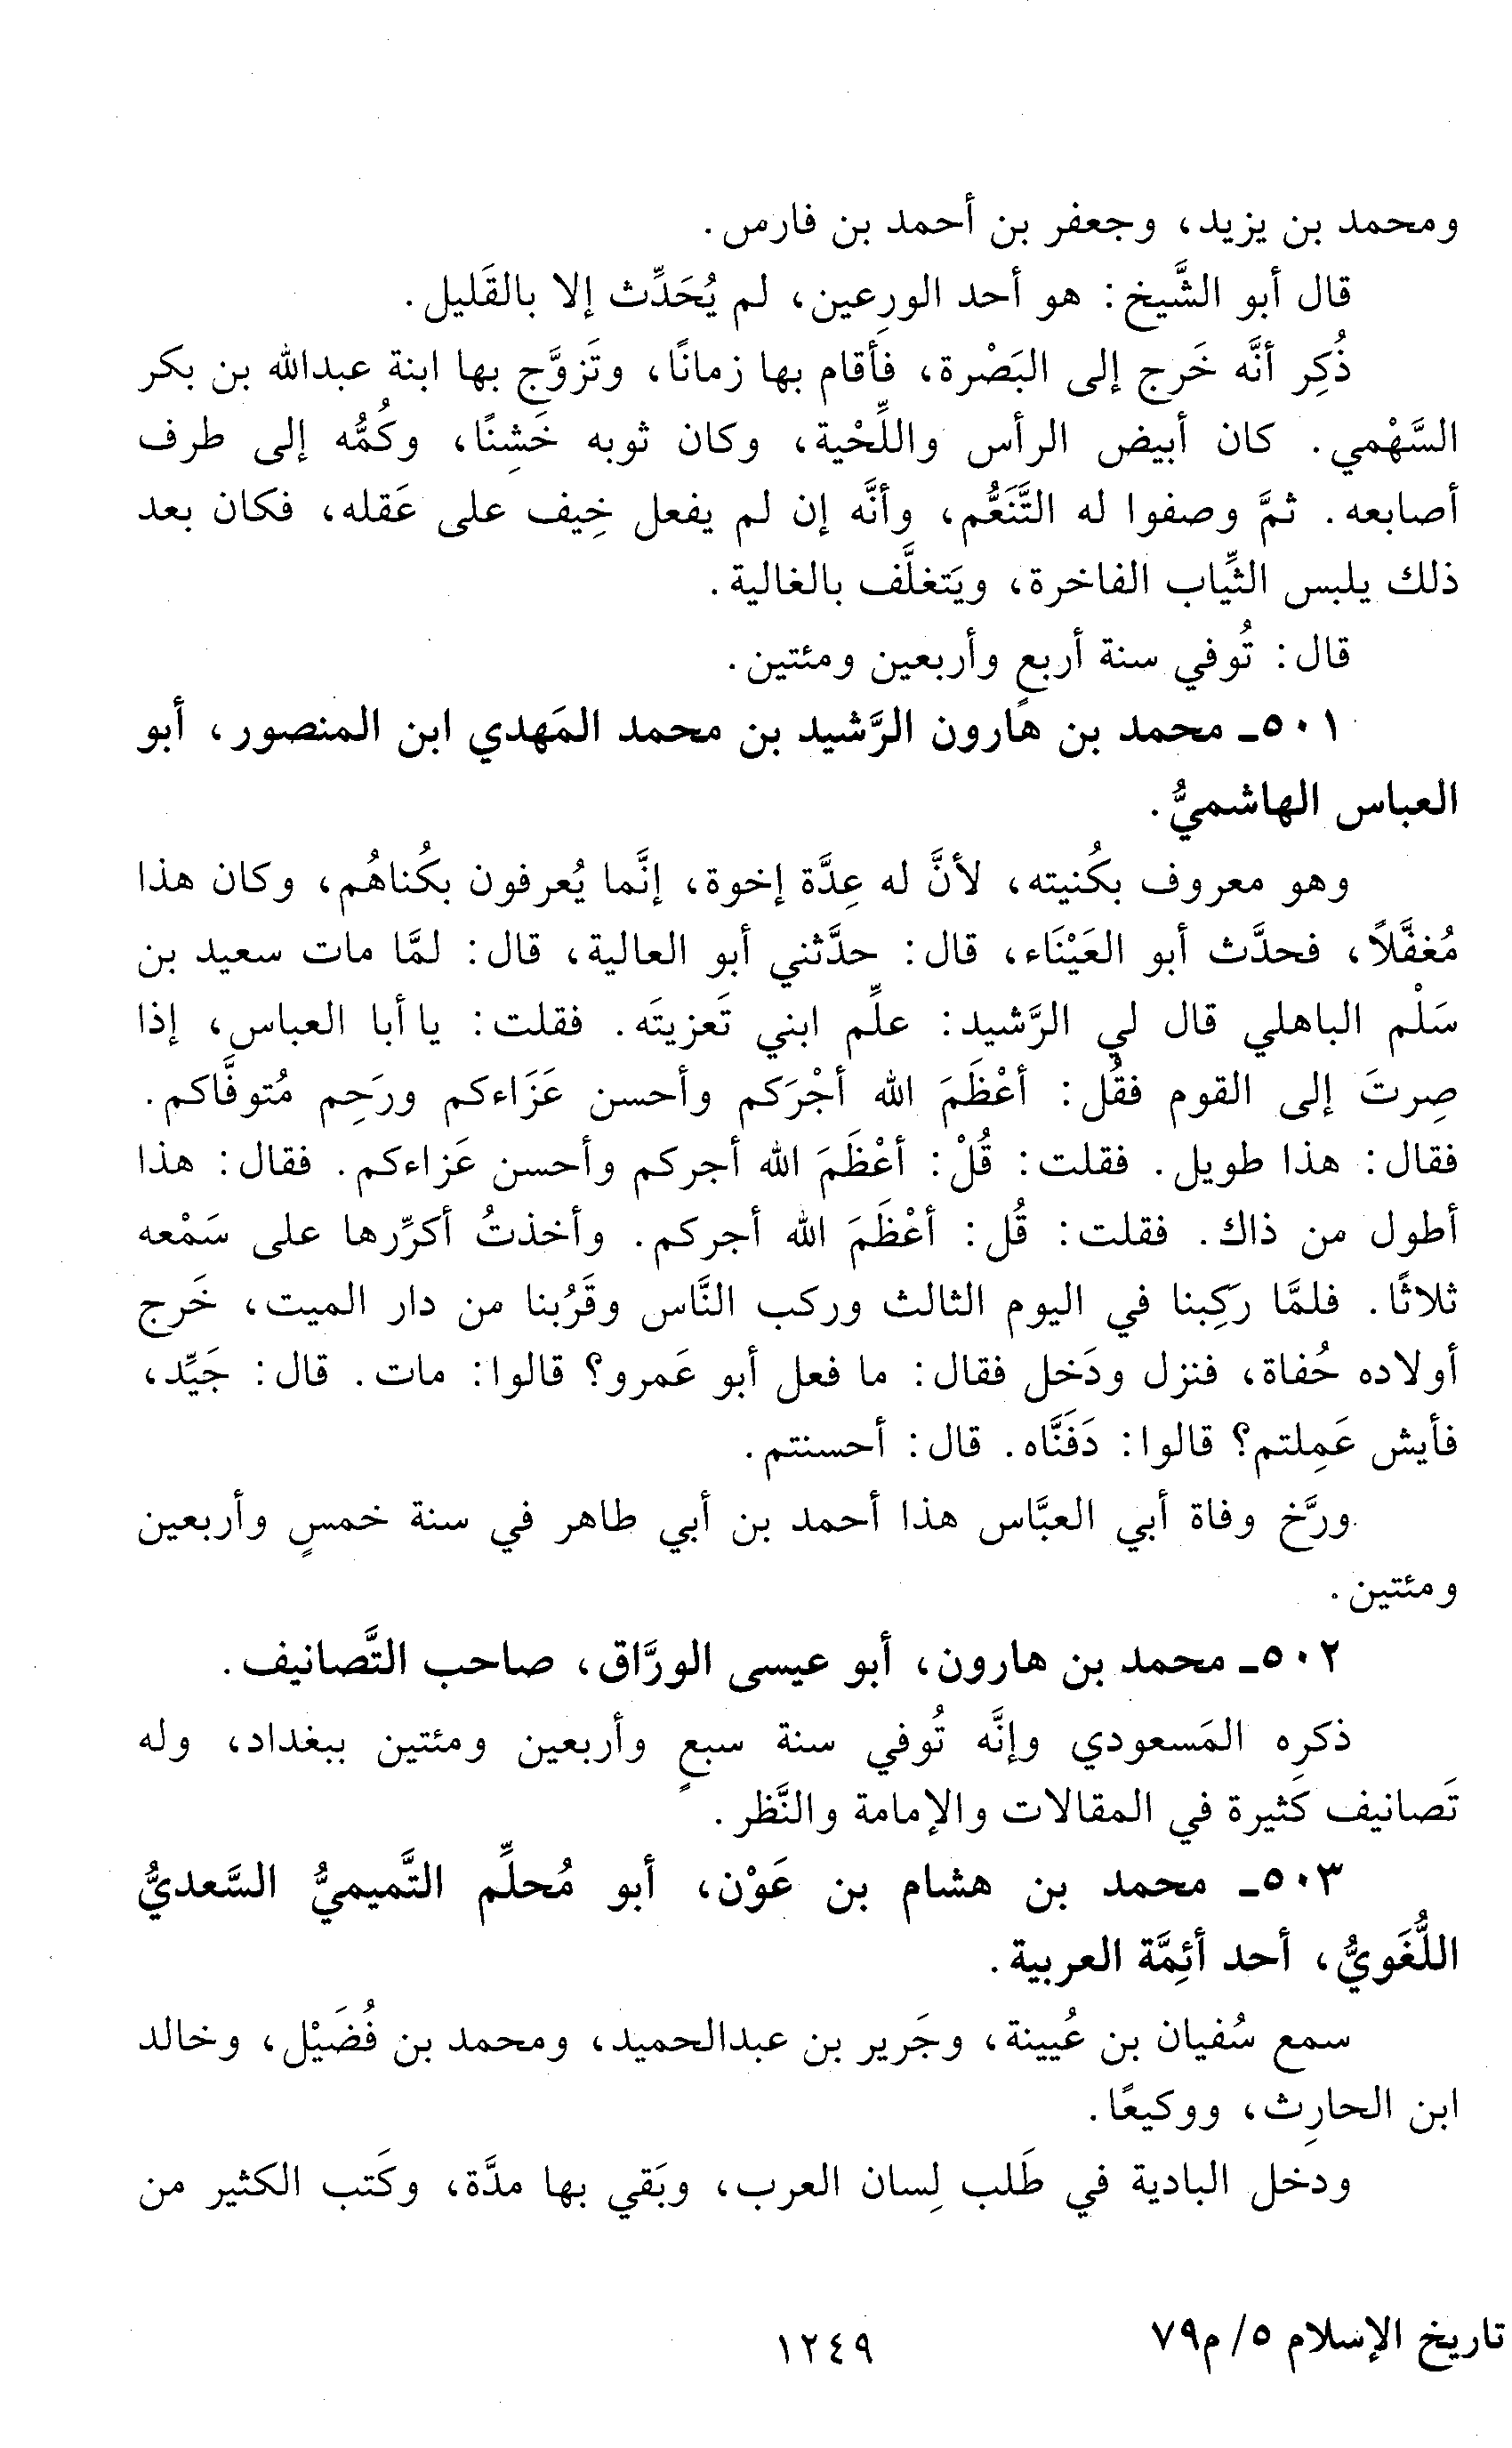 ومحمد بن يزيد، وجعفر بن أحمد بن فارس.
قال أبو الشَّيخ: هو أحد الورِعين، لم يُحَدِّث إلا بالقَليل.
ذُكِر أنَّه خَرج إلى البَصْرة، فأقام بها زمانًا، وتَزوَّج بها ابنة عبدالله بن بكر
السَّهْمي. كان أبيض الرأس واللِّحْية، وكان ثوبه خَشِنًا، وكُمُّه إلى طرف
أصابعه. ثمَّ وصفوا له التَّنَعُّم، وأنَّه إن لم يفعل خِيف على عَقله، فكان بعد
ذلك يلبس الثِّياب الفاخرة، ويَتغلَّف بالغالية.
قال: تُوفي سنة أربعٍ وأربعين ومئتين.
٥٠١ـ محمد بن هارون الرَّشيد بن محمد المَهدي ابن المنصور، أبو
العباس الهاشميُّ.
وهو معروف بكُنيته، لأنَّ له عِدَّة إخوة، إنَّما يُعرفون بكُناهُم، وكان هذا
مُغفَّلاً، فحدَّث أبو العَيْنَاء، قال: حدَّثني أبو العالية، قال: لمَّا مات سعيد بن
سَلْم الباهلي قال لي الرَّشيد: علِّم ابني تَعزيتَه. فقلت: يا أبا العباس، إذا
صِرتَ إلى القوم فقُل: أعْظَمَ الله أجْرَكم وأحسن عَزَاءكم ورَحِم مُتوفَّاكم.
فقال: هذا طويل. فقلت: قُلْ: أعْظَمَ الله أجركم وأحسن عَزاءكم. فقال: هذا
أطول من ذاك. فقلت: قُل: أعْظَمَ الله أجركم. وأخذتُ أكرِّرها على سَمْعه
ثلاثًا. فلمَّا ركِبنا في اليوم الثالث وركب النَّاس وقَرُبنا من دار الميت، خَرج
أولاده حُفاة، فنزل ودَخل فقال: ما فعل أبو عَمرو؟ قالوا: مات. قال: جَيِّد،
فأيش عَمِلتم؟ قالوا: دَفَنَّاه. قال: أحسنتم.
ورَّخ وفاة أبي العبَّاس هذا أحمد بن أبي طاهر في سنة خمسٍ وأربعين
ومئتين.
٥٠٢ـ محمد بن هارون، أبو عيسى الورَّاق، صاحب التَّصانيف.
ذكره المَسعودي وإنَّه تُوفي سنة سبعٍ وأربعين ومئتين ببغداد، وله
تَصانيف كَثيرة في المقالات والإمامة والنَّظر.
٥٠٣ـ محمد بن هشام بن عَوْن، أبو مُحلِّم التَّميميُّ السَّعديُّ
اللُّغَويُّ، أحد أئِمَّة العربية.
سمع سُفيان بن عُيينة، وجَرير بن عبدالحميد، ومحمد بن فُضَيْل، وخالد
ابن الحارِث، ووكيعًا.
ودخل البادية في طَلب لِسان العرب، وبَقي بها مدَّة، وكَتب الكثير من
تاريخ الإسلام ٥/ م٧٩
١٢٤٩